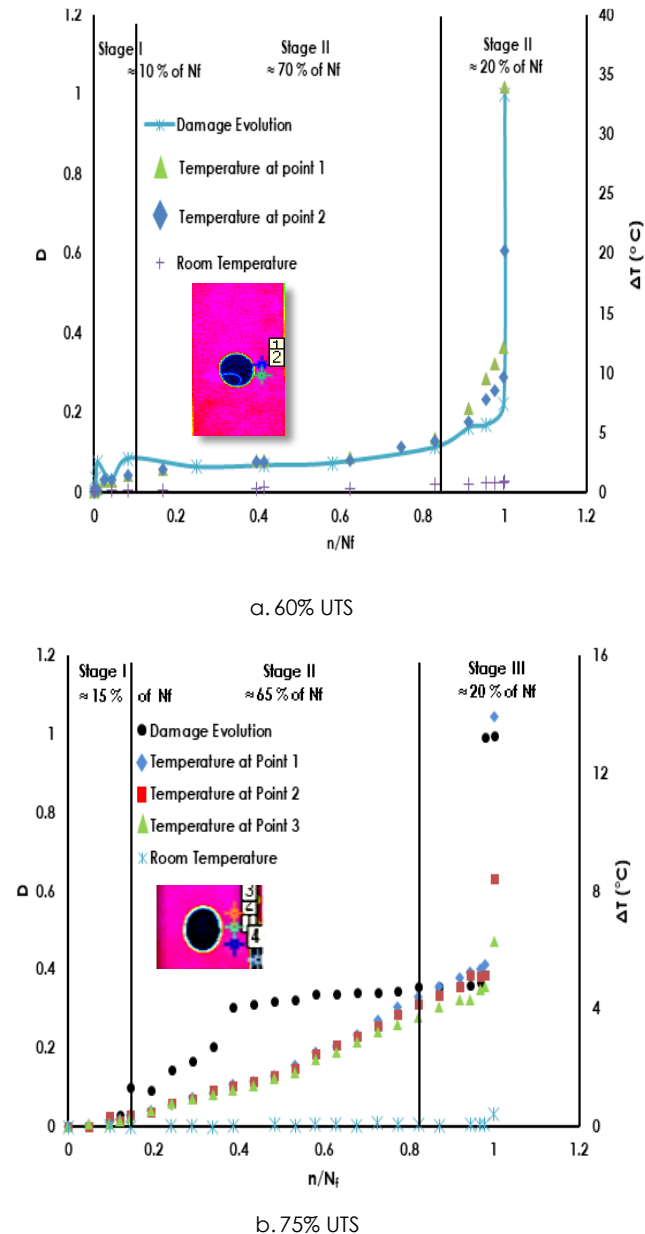 1.2
1
0.8
0.6
0.4
0.2
0
D
40
35
30
25
20
15
10
5
0
ΔT (°C)
Stage I
≈10 % of Nf
Stage II
≈70 % of Nf
Stage II
≈20 % of Nf
Damage Evolution
Temperature at point 1
Temperature at point 2
Room Temperature
1
2
0 0.2 0.4 0.6 0.8 1 1.2
n/Nf
a. 60% UTS
1.2
1
0.8
0.6
0.4
0.2
0
D
16
12
8
4
0
ΔT (°C)
Stage I
≈15 % of Nf
Stage II
≈65 % of Nf
Stage III
≈20 % of Nf
Damage Evolution
Temperature at Point 1
Temperature at Point 2
Temperature at Point 3
Room Temperature
3
2
4
0 0.2 0.4 0.6 0.8 1 1.2
n/Nf
b. 75% UTS